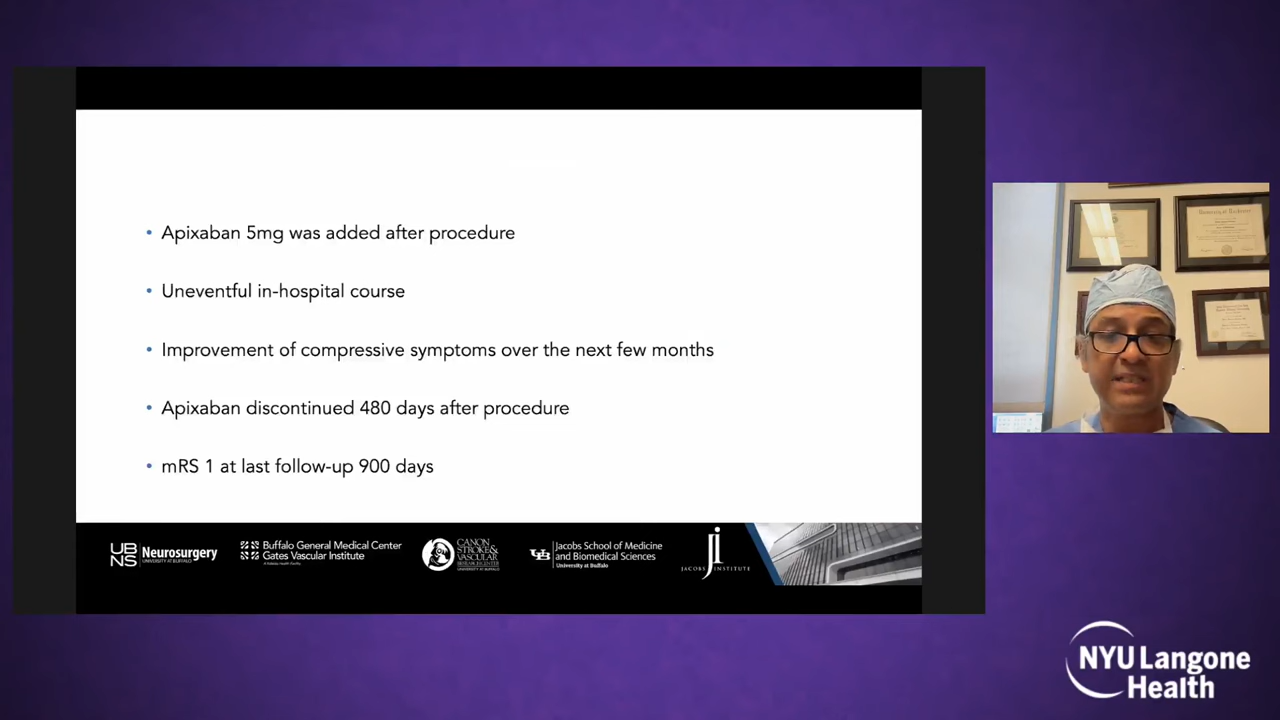 • Apixaban 5mg was added after procedure
• Uneventful in-hospital course
• Improvement of compressive symptoms over the next few months
• Apixaban discontinued 480 days after procedure
• mRS 1 at last follow-up 900 days
UB
NS
Neurosurgery
UNIVERSITY AT BUFFALO
Buffalo General Medical Center
Gates Vascular Institute
CANON
STROKE &
VASCULAR
RESEARCH CENTER
UNIVERSITY AT BUFFALO
UB
Jacobs School of Medicine
and Biomedical Sciences
University at Buffalo
JI
JACOBS INSTITUTE
NYU Langone
Health